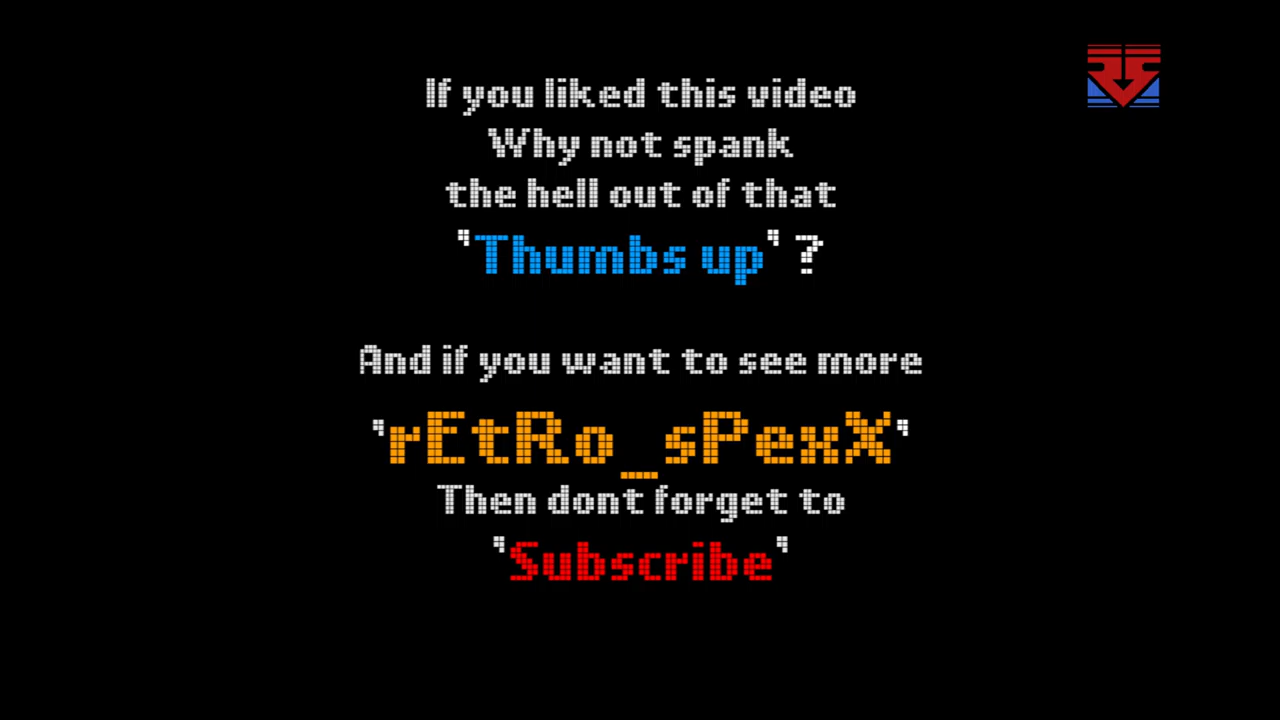 If you liked this video
Why not spank
the hell out of that
'Thumbs up' ?
And if you want to see more
'rEtRo_sPexX'
Then dont forget to
'Subscribe'